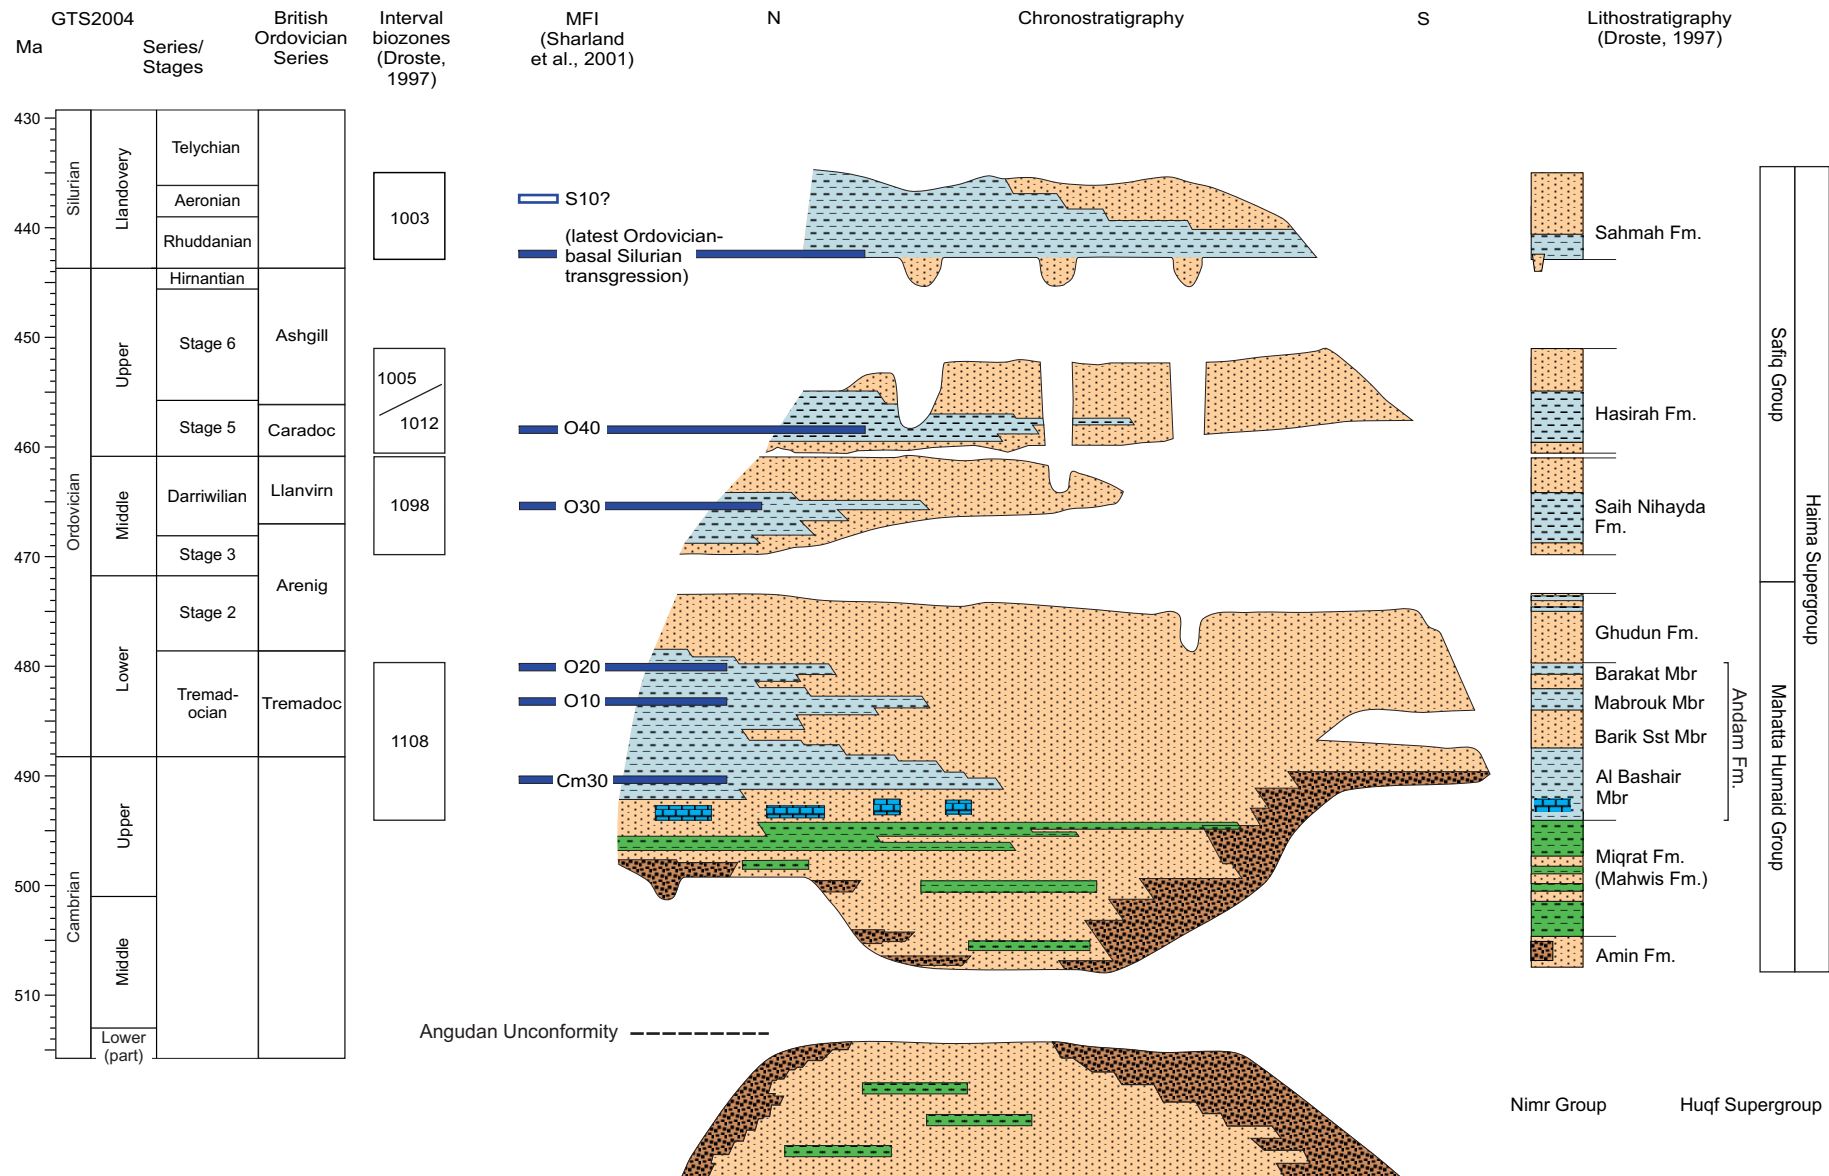 GTS2004
Ma
Series/
Stages
British
Ordovician
Series
Interval
biozones
(Droste,
1997)
MFI
(Sharland
et al., 2001)
N
Chronostratigraphy
S
Lithostratigraphy
(Droste, 1997)
430
440
450
460
470
480
490
500
510
Silurian
Ordovician
Cambrian
Llandovery
Upper
Middle
Lower
Upper
Middle
Lower
(part)
Telychian
Aeronian
Rhuddanian
Hirnantian
Stage 6
Stage 5
Darriwilian
Stage 3
Stage 2
Tremad-
ocian
Ashgill
Caradoc
Llanvirn
Arenig
Tremadoc
1003
1005
1012
1098
1108
S10?
(latest Ordovician-
basal Silurian
transgression)
O40
O30
O20
O10
Cm30
Angudan Unconformity
Sahmah Fm.
Hasirah Fm.
Saih Nihayda
Fm.
Ghudun Fm.
Barakat Mbr
Mabrouk Mbr
Barik Sst Mbr
Al Bashair
Mbr
Andam Fm.
Miqrat Fm.
(Mahwis Fm.)
Amin Fm.
Safiq Group
Mahatta Humaid Group
Haima Supergroup
Nimr Group
Huqf Supergroup